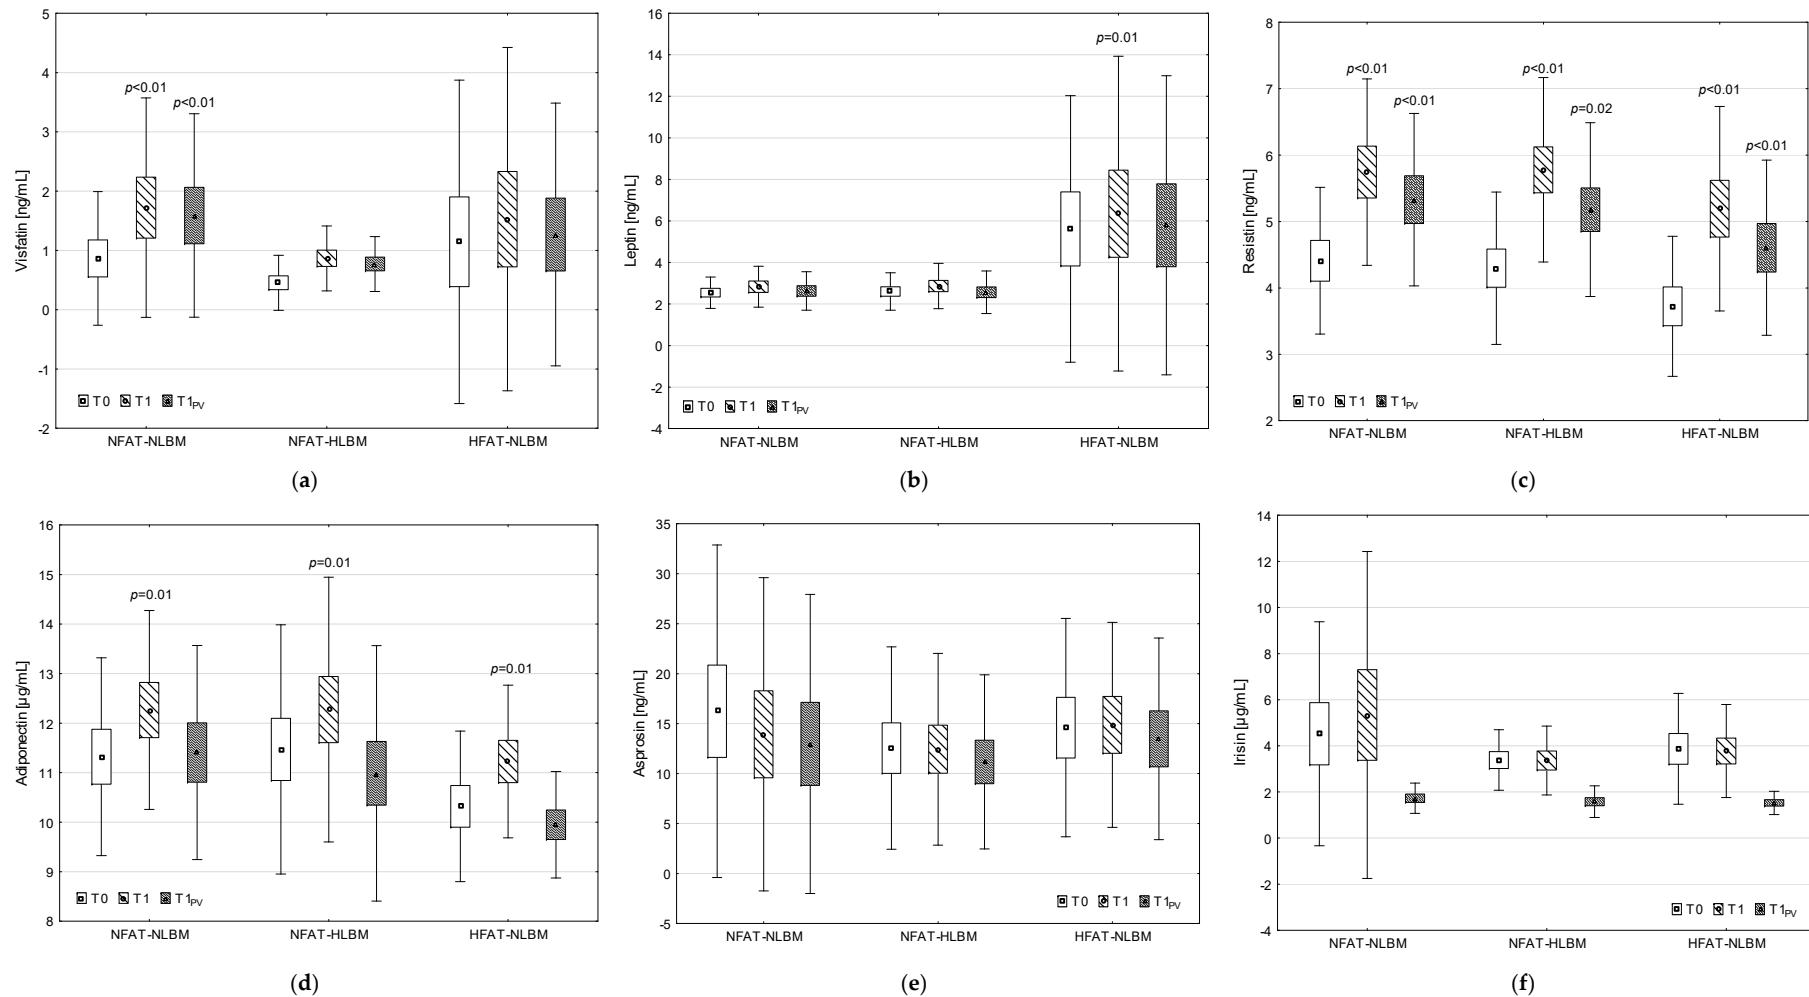 Visfatin [ng/mL]
5
4
3
2
1
0
-1
-2
p<0.01
p<0.01
T0 T1 T1PV
NFAT-NLBM NFAT-HLBM HFAT-NLBM
(a)
Leptin [ng/mL]
16
14
12
10
8
6
4
2
0
-2
-4
p=0.01
T0 T1 T1PV
NFAT-NLBM NFAT-HLBM HFAT-NLBM
(b)
Resistin [ng/mL]
8
7
6
5
4
3
2
p<0.01
p<0.01
p<0.01
p=0.02
p<0.01
p<0.01
T0 T1 T1PV
NFAT-NLBM NFAT-HLBM HFAT-NLBM
(c)
Adiponectin [µg/mL]
16
15
14
13
12
11
10
9
8
p=0.01
p=0.01
p=0.01
T0 T1 T1PV
NFAT-NLBM NFAT-HLBM HFAT-NLBM
(d)
Asprosin [ng/mL]
35
30
25
20
15
10
5
0
-5
T0 T1 T1PV
NFAT-NLBM NFAT-HLBM HFAT-NLBM
(e)
Irisin [µg/mL]
14
12
10
8
6
4
2
0
-2
-4
T0 T1 T1PV
NFAT-NLBM NFAT-HLBM HFAT-NLBM
(f)